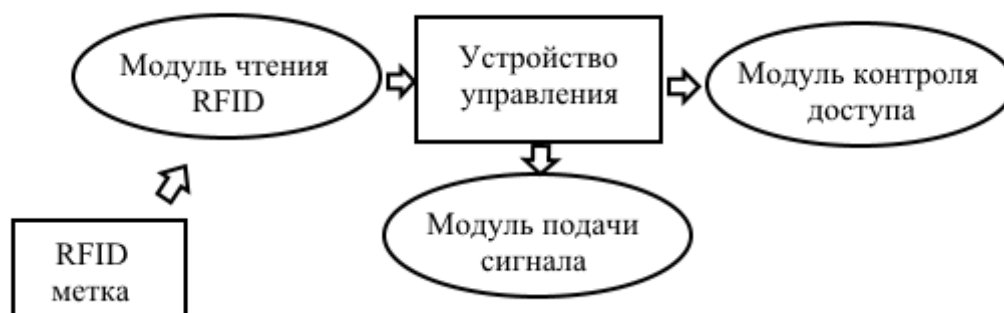 Модуль чтения
RFID
Устройство
управления
Модуль контроля
доступа
Модуль подачи
сигнала
RFID
метка